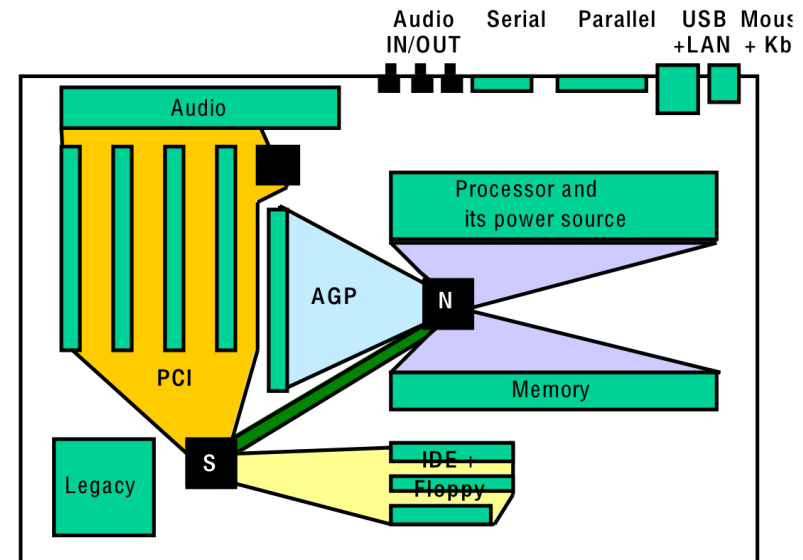 Audio Serial Parallel USB Mous
IN/OUT +LAN + Kb
Audio
Processor and
its power source
AGP
N
PCI
Memory
S
IDE +
Floppy
Legacy